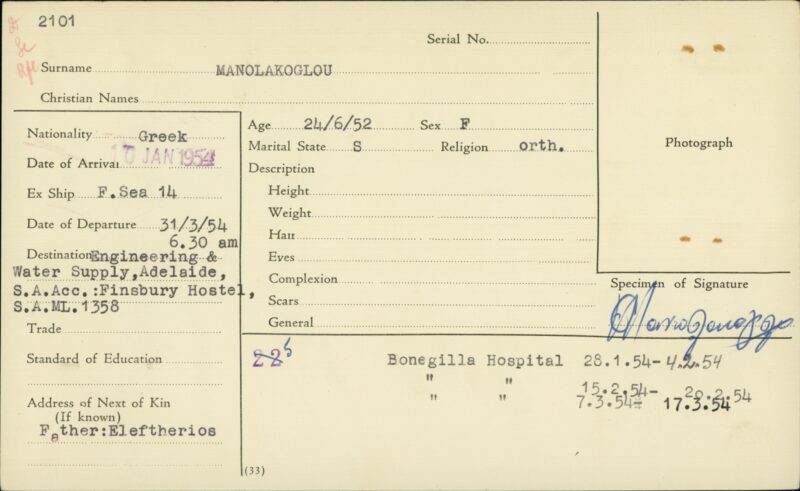 2101
Serial No.
Surname MANOLAKOGLOU
Christian Names
Nationality Greek
Date of Arrival 10 JAN 1954
Ex Ship F.Sea 14
Date of Departure 31/3/54
6.30 am
Destination Engineering &
Water Supply,Adelaide,
S.A.Acc.:Finsbury Hostel,
S.A.ML.1358
Trade
Standard of Education
Address of Next of Kin
(If known)
Father:Eleftherios
Age 24/6/52 Sex F
Marital State S Religion orth.
Description
Height
Weight
Hair
Eyes
Complexion
Scars
General
Photograph
Specimen of Signature
Bonegilla Hospital 28.1.54- 4.2.54
" " 15.2.54- 20.2.54
" " 7.3.54- 17.3.54
(33)